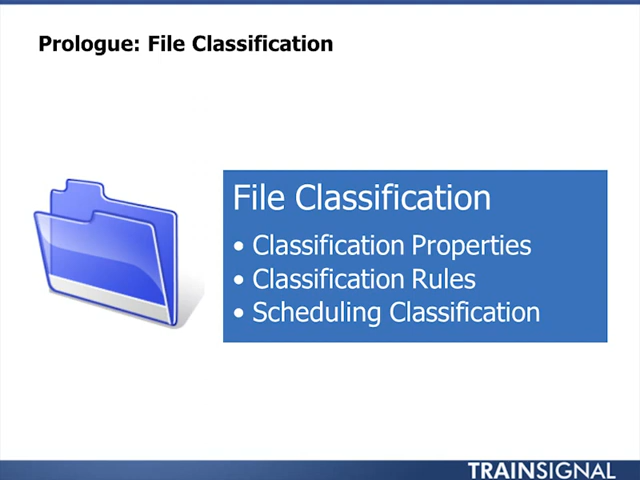 Prologue: File Classification
File Classification
• Classification Properties
• Classification Rules
• Scheduling Classification
TRAINSIGNAL